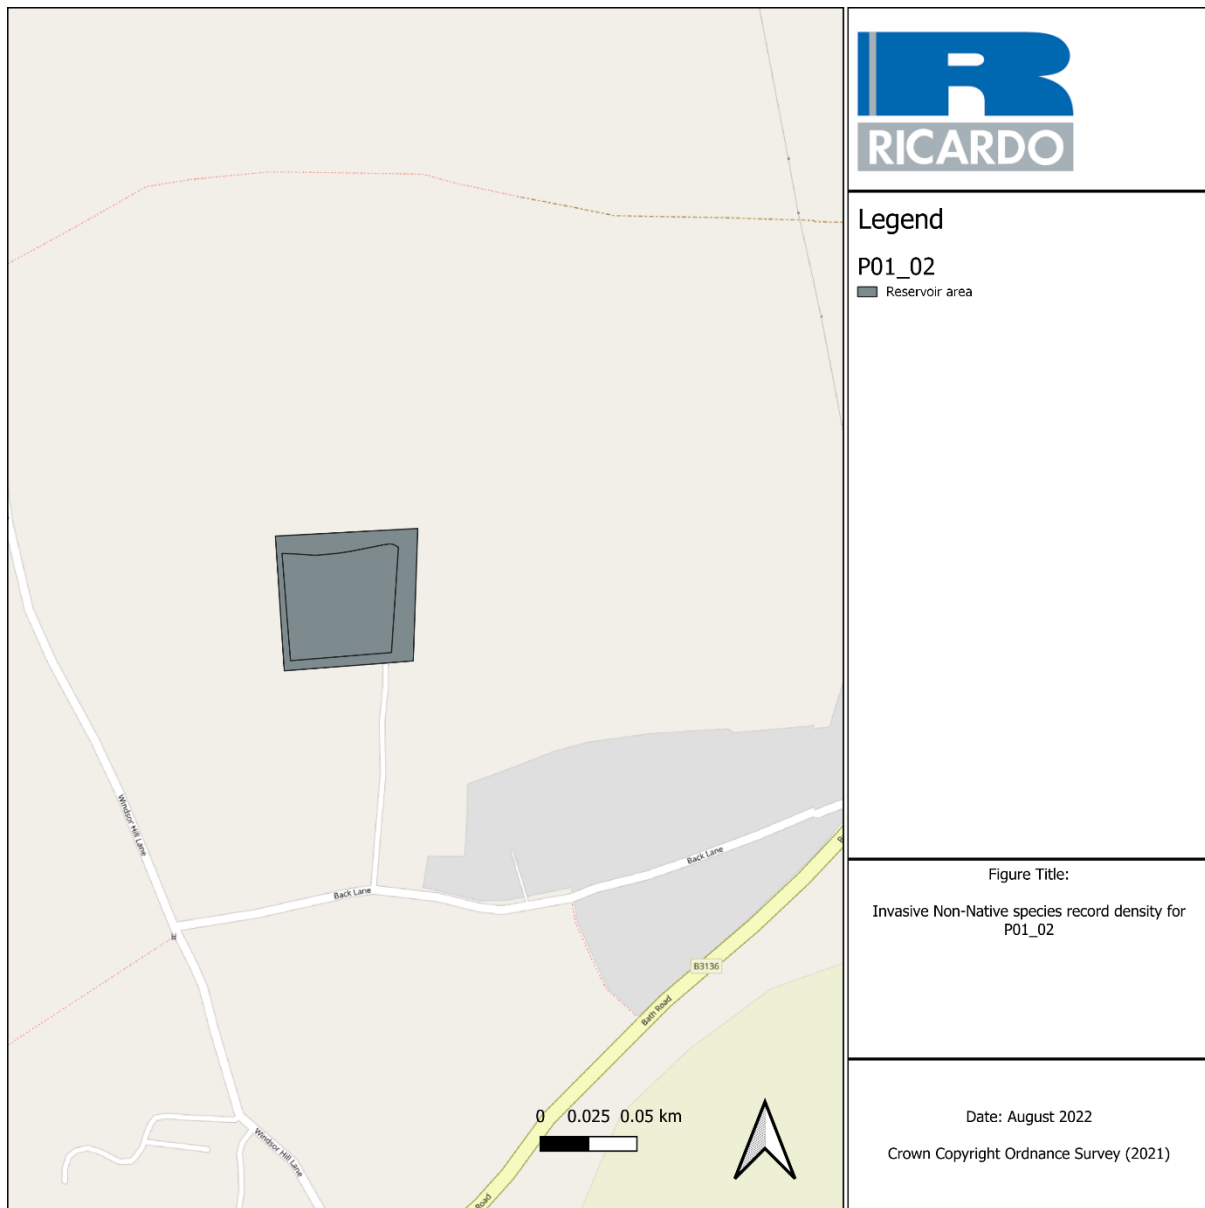 RICARDO
Legend
P01_02
Reservoir area
Windsor Hill Lane
Back Lane
Back Lane
B3136
Bath Road
Windsor Hill Lane
Road
0 0.025 0.05 km
Figure Title:
Invasive Non-Native species record density for
P01_02
Date: August 2022
Crown Copyright Ordnance Survey (2021)